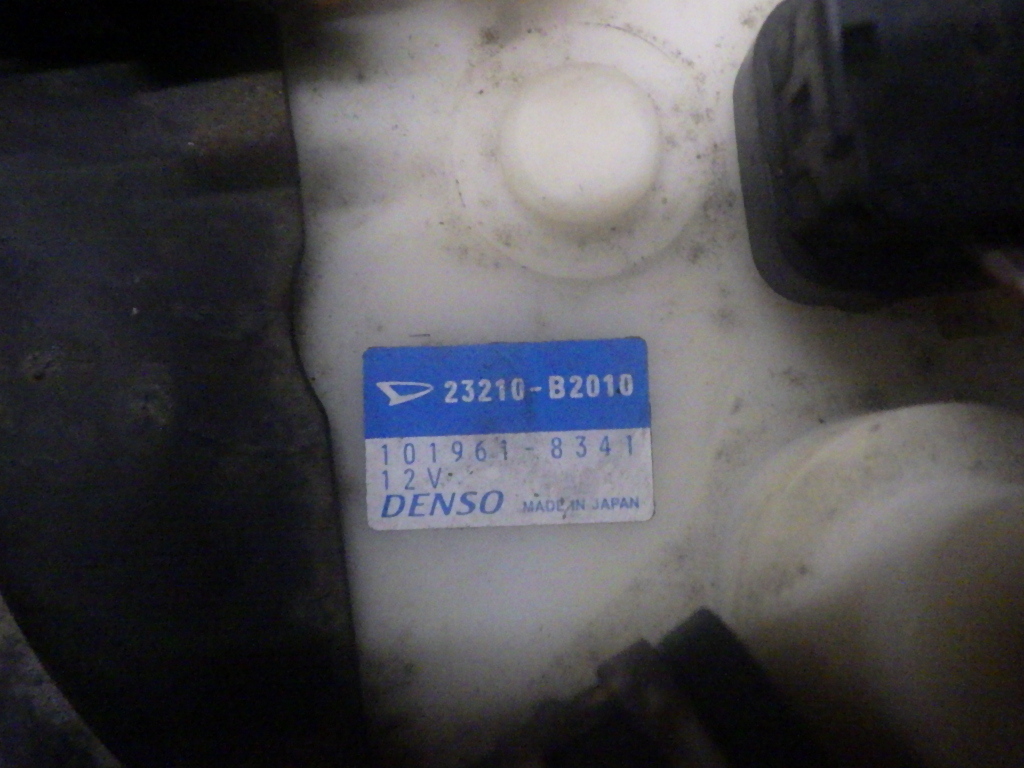 23210-B2010
101961-8341
12V
DENSO MADE IN JAPAN